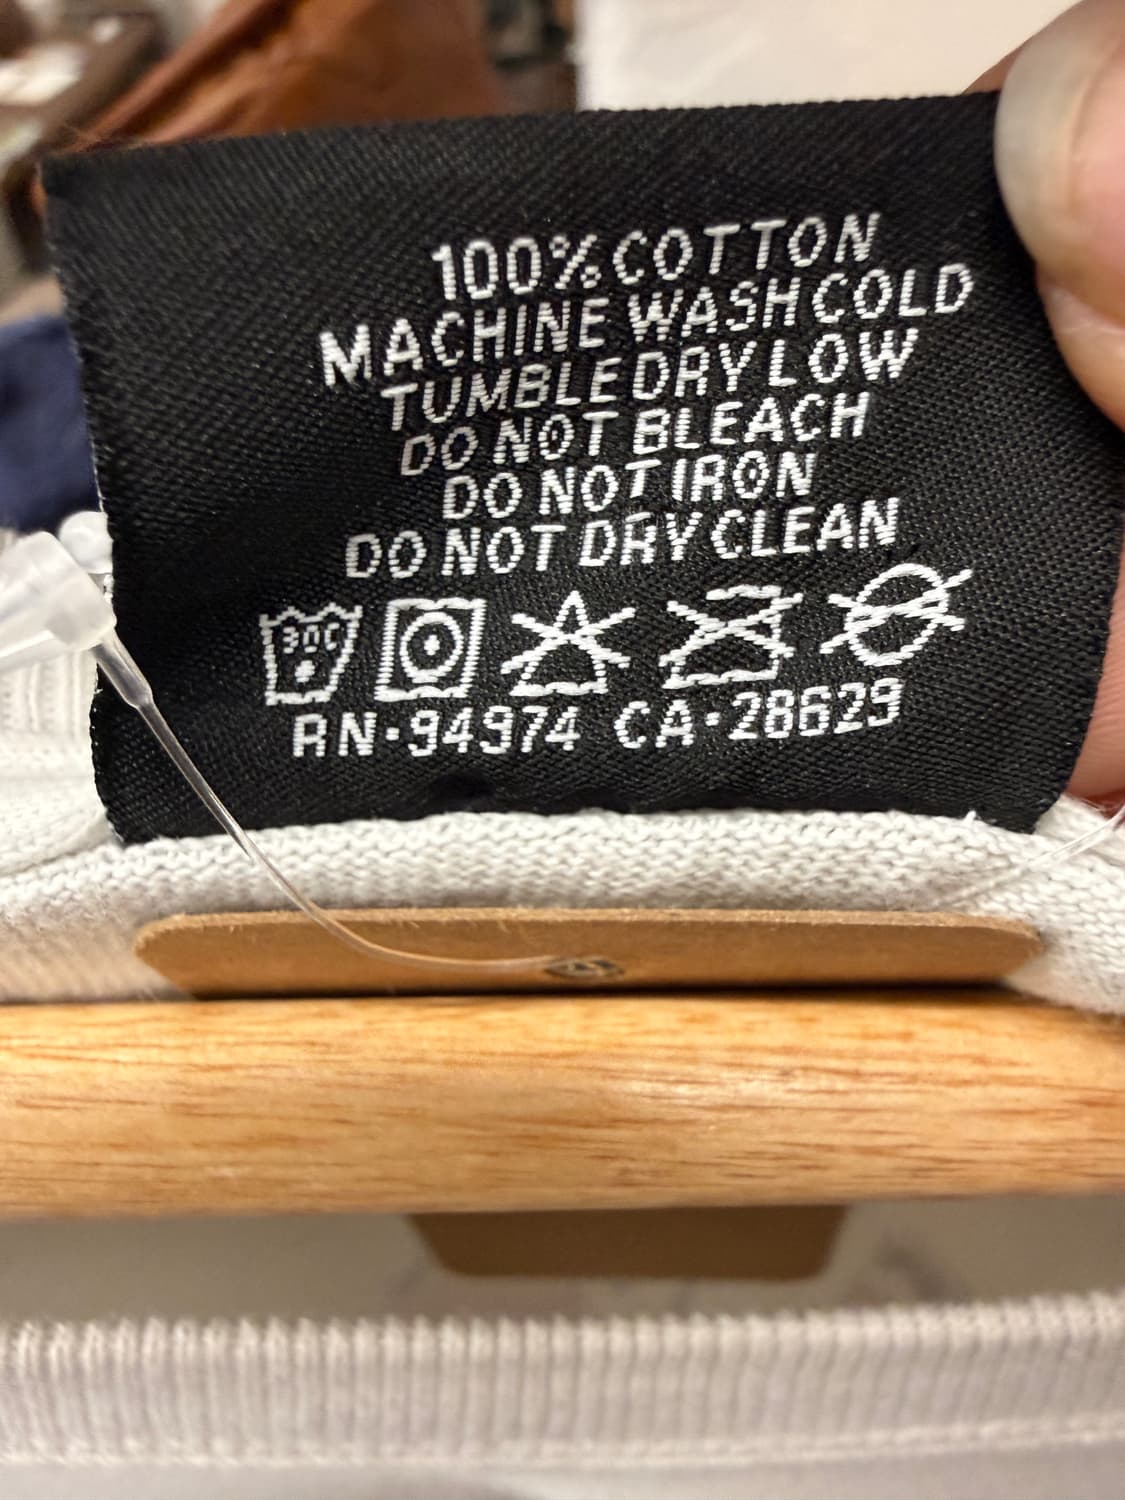 100% COTTON
MACHINE WASH COLD
TUMBLE DRY LOW
DO NOT BLEACH
DO NOT IRON
DO NOT DRY CLEAN
30C
RN-94974 CA-28629